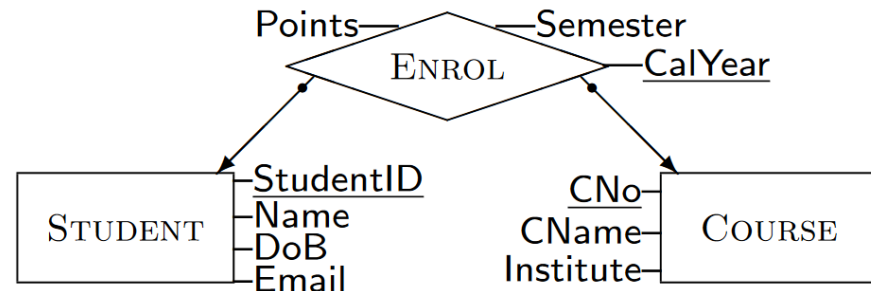 Points
Semester
ENROL
CalYear
STUDENT
StudentID
Name
DoB
Email
CNo
CName
Institute
COURSE